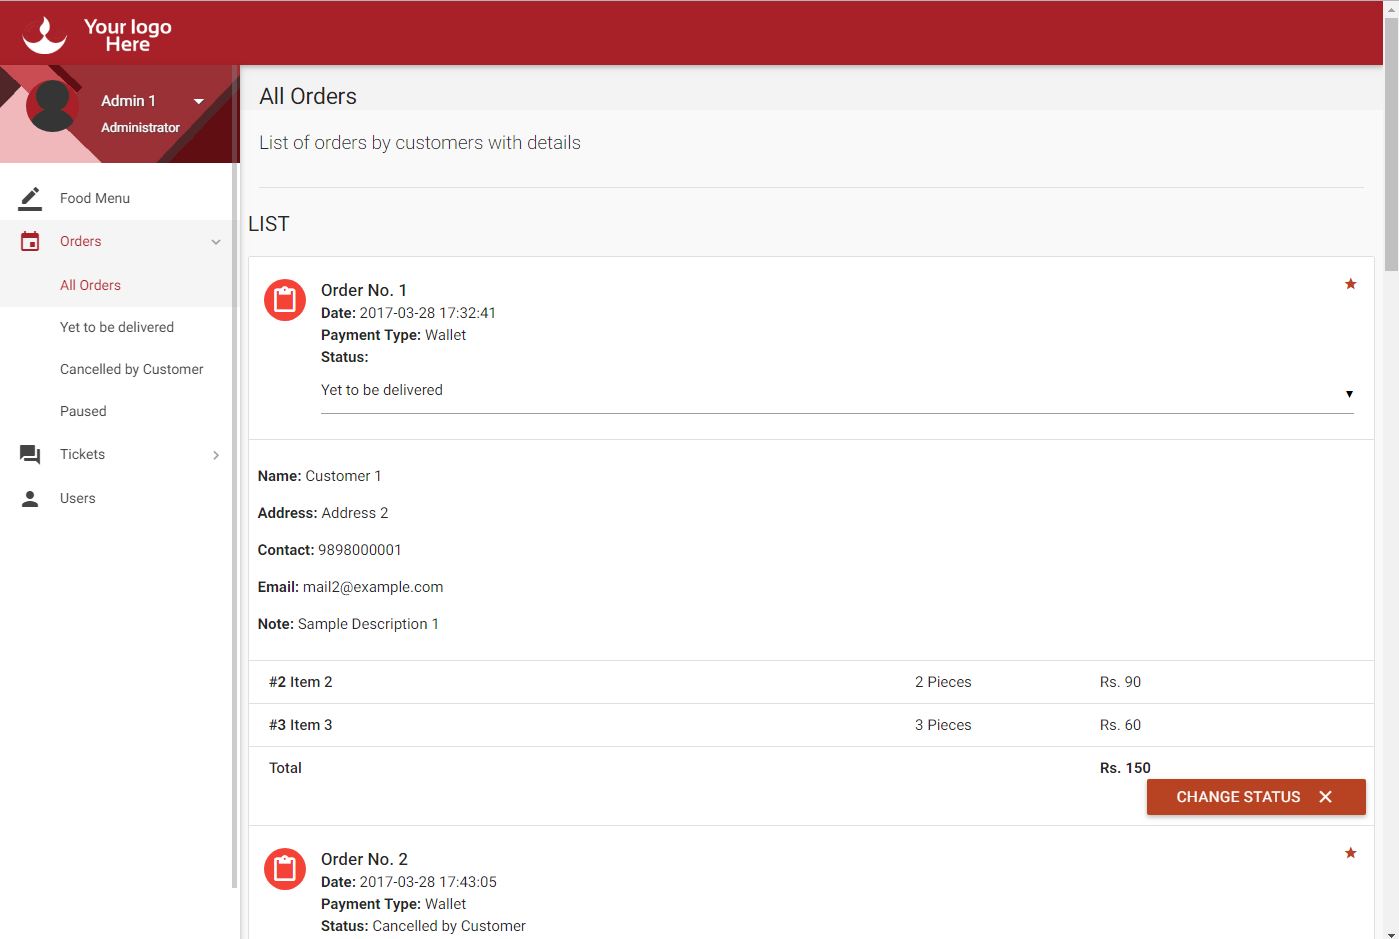 Your logo
Here
Admin 1
Administrator
Food Menu
Orders
All Orders
Yet to be delivered
Cancelled by Customer
Paused
Tickets
Users
All Orders
List of orders by customers with details
LIST
Order No. 1
Date: 2017-03-28 17:32:41
Payment Type: Wallet
Status:
Yet to be delivered
Name: Customer 1
Address: Address 2
Contact: 9898000001
Email: mail2@example.com
Note: Sample Description 1
#2 Item 2 2 Pieces Rs. 90
#3 Item 3 3 Pieces Rs. 60
Total Rs. 150
CHANGE STATUS
Order No. 2
Date: 2017-03-28 17:43:05
Payment Type: Wallet
Status: Cancelled by Customer